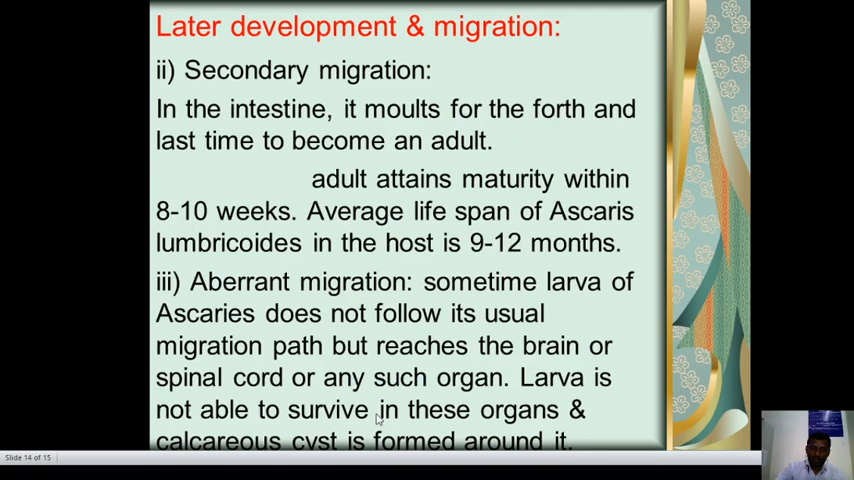 Later development & migration:
ii) Secondary migration:
In the intestine, it moults for the forth and
last time to become an adult.
adult attains maturity within
8-10 weeks. Average life span of Ascaris
lumbricoides in the host is 9-12 months.
iii) Aberrant migration: sometime larva of
Ascaries does not follow its usual
migration path but reaches the brain or
spinal cord or any such organ. Larva is
not able to survive in these organs &
calcareous cyst is formed around it.
Slide 14 of 15